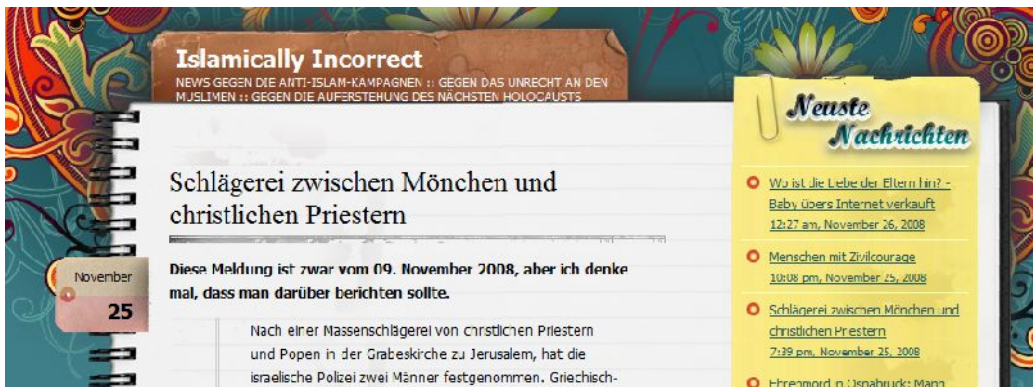 Islamically Incorrect
NEWS GEGEN DIE ANTI-ISLAM-KAMPAGNEN :: GEGEN DAS UNRECHT AN DEN
MUSLIMEN :: GEGEN DIE AUFERSTEHUNG DES NÄCHSTEN HOLOCAUSTS
Schlägerei zwischen Mönchen und
christlichen Priestern
November
25
Diese Meldung ist zwar vom 09. November 2008, aber ich denke
mal, dass man darüber berichten sollte.
Nach einer Massenschlägerei von christlichen Priestern
und Popen in der Grabeskirche zu Jerusalem, hat die
israelische Polizei zwei Männer festgenommen. Griechisch-
Neuste
Nachrichten
Wo ist die Liebe der Eltern hin? -
Baby übers Internet verkauft
12:27 am, November 26, 2008
Menschen mit Zivilcourage
10:08 pm, November 25, 2008
Schlägerei zwischen Mönchen und
christlichen Priestern
7:39 pm, November 25, 2008
Ehrenmord in Osnabrück: Mann